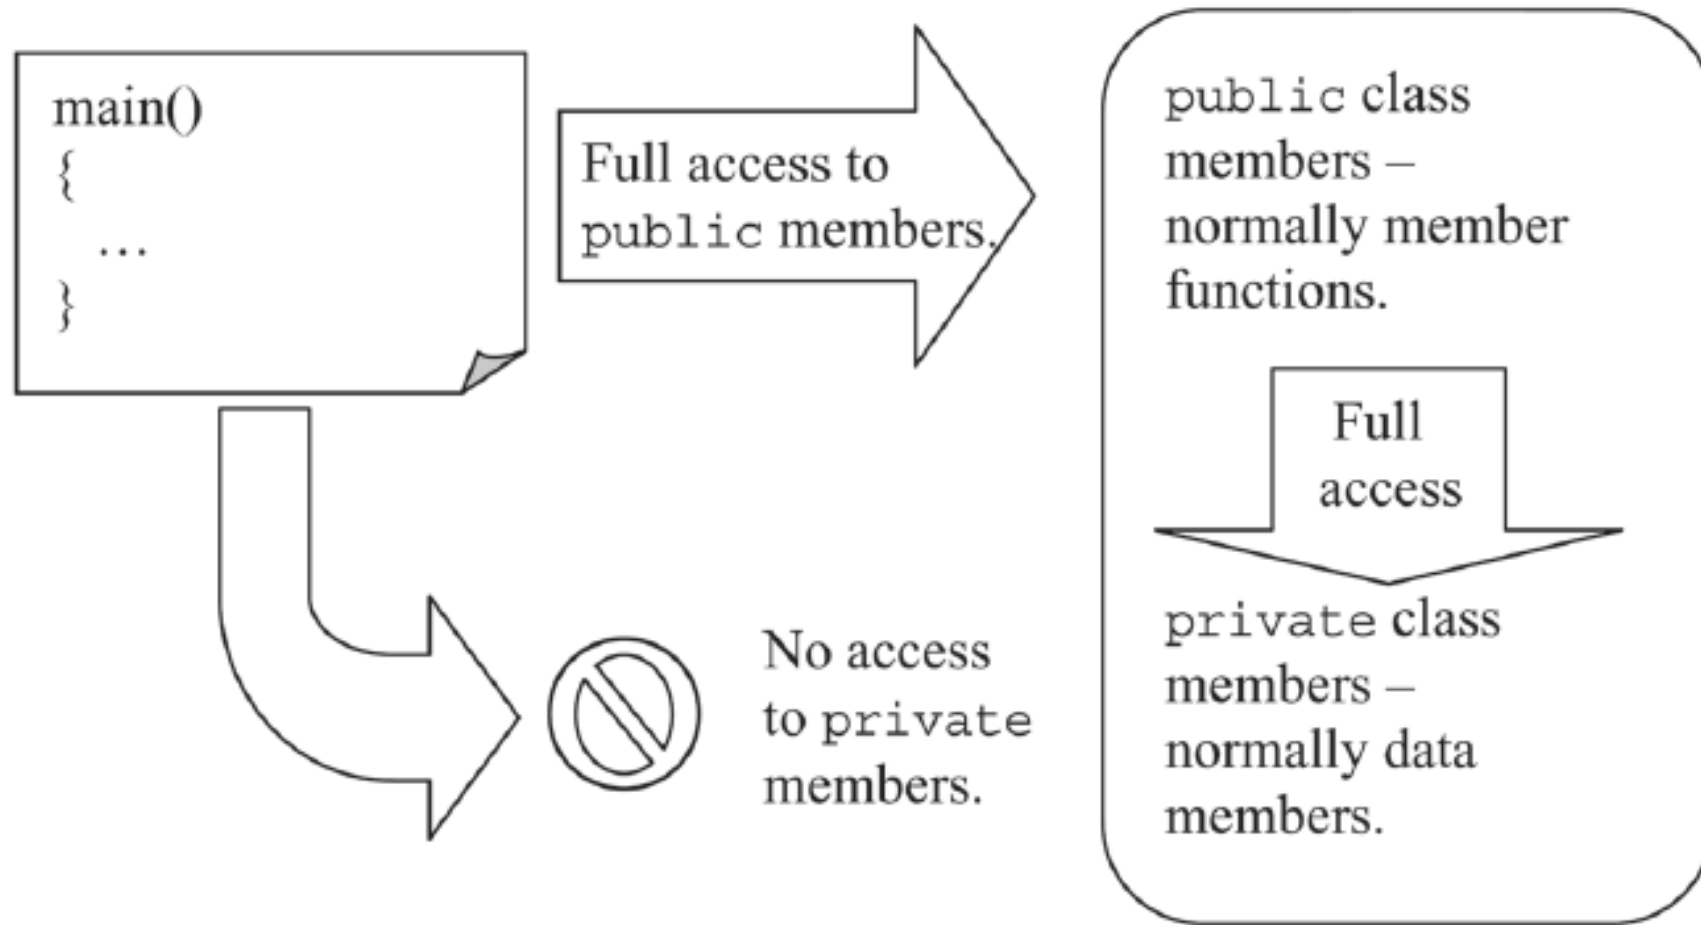 main()
{
...
}
Full access to
public members.
No access
to private
members.
public class
members –
normally member
functions.
Full
access
private class
members –
normally data
members.